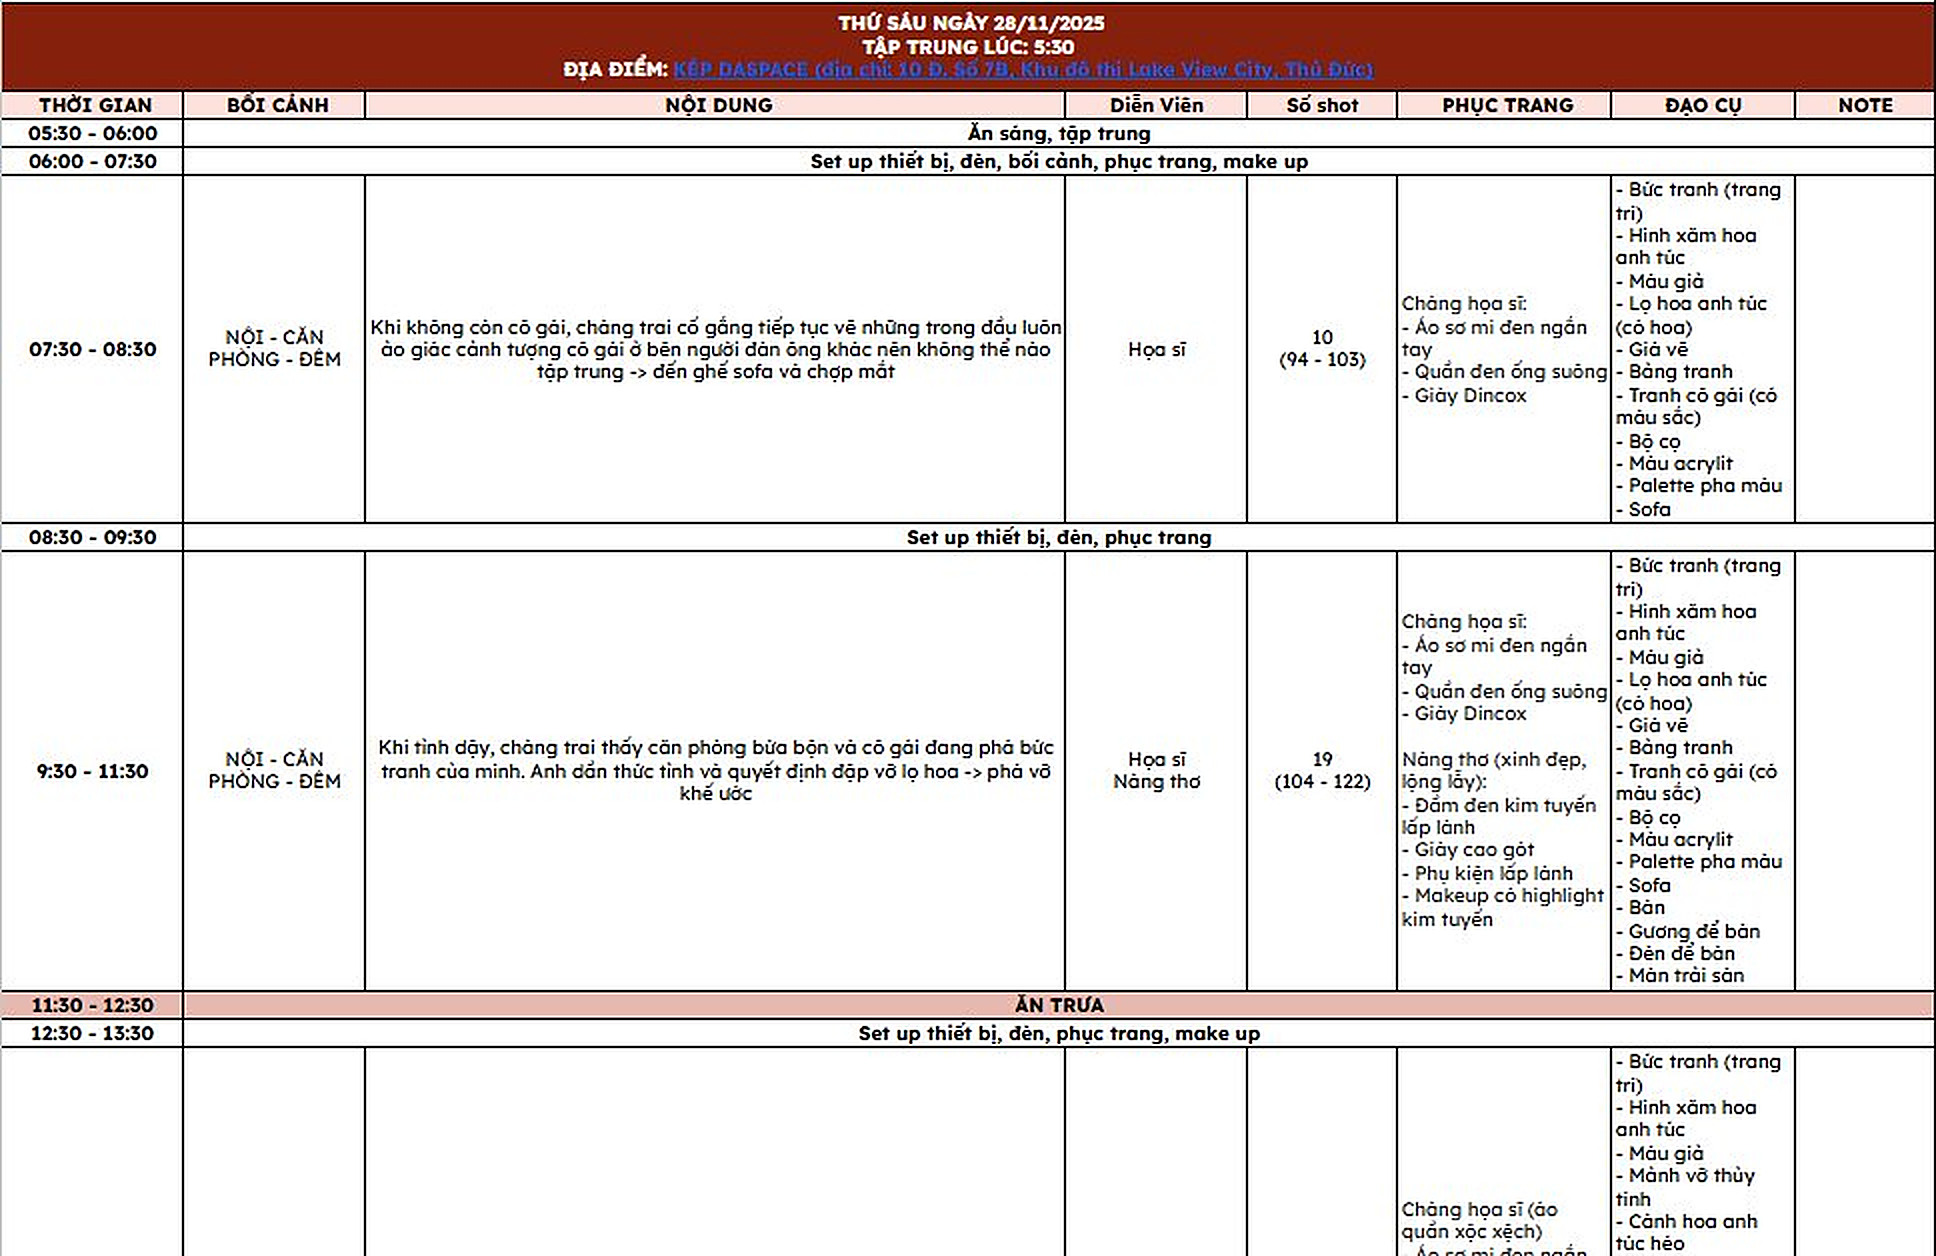 THỨ SÁU NGÀY 28/11/2025
TẬP TRUNG LÚC: 5:30
ĐỊA ĐIỂM: KÉP DASPACE (địa chỉ: 10 Đ. Số 7B, Khu đô thị Lake View City, Thủ Đức)
THỜI GIAN BỐI CẢNH NỘI DUNG Diễn Viên Số shot PHỤC TRANG ĐẠO CỤ NOTE
05:30 - 06:00 Ăn sáng, tập trung
06:00 - 07:30 Set up thiết bị, đèn, bối cảnh, phục trang, make up
07:30 - 08:30
NỘI - CĂN
PHÒNG - ĐÊM
Khi không còn cô gái, chàng trai cố gắng tiếp tục vẽ những trong đầu luôn
ảo giác cảnh tượng cô gái ở bên người đàn ông khác nên không thể nào
tập trung -> đến ghế sofa và chợp mắt
Họa sĩ
10
(94 - 103)
Chàng họa sĩ:
- Áo sơ mi đen ngắn
tay
- Quần đen ống suông
- Giày Dincox
- Bức tranh (trang
trí)
- Hình xăm hoa
anh túc
- Máu giả
- Lọ hoa anh túc
(có hoa)
- Giá vẽ
- Bảng tranh
- Tranh cô gái (có
màu sắc)
- Bộ cọ
- Màu acrylit
- Palette pha màu
- Sofa
08:30 - 09:30 Set up thiết bị, đèn, phục trang
9:30 - 11:30
NỘI - CĂN
PHÒNG - ĐÊM
Khi tỉnh dậy, chàng trai thấy căn phòng bừa bộn và cô gái đang phá bức
tranh của mình. Anh dần thức tỉnh và quyết định đập vỡ lọ hoa -> phá vỡ
khế ước
Họa sĩ
Nàng thơ
19
(104 - 122)
Chàng họa sĩ:
- Áo sơ mi đen ngắn
tay
- Quần đen ống suông
- Giày Dincox
Nàng thơ (xinh đẹp,
lộng lẫy):
- Đầm đen kim tuyến
lấp lánh
- Giày cao gót
- Phụ kiện lấp lánh
- Makeup có highlight
kim tuyến
- Bức tranh (trang
trí)
- Hình xăm hoa
anh túc
- Máu giả
- Lọ hoa anh túc
(có hoa)
- Giá vẽ
- Bảng tranh
- Tranh cô gái (có
màu sắc)
- Bộ cọ
- Màu acrylit
- Palette pha màu
- Sofa
- Bàn
- Gương để bàn
- Đèn để bàn
- Màn trải sàn
11:30 - 12:30 ĂN TRƯA
12:30 - 13:30 Set up thiết bị, đèn, phục trang, make up
Chàng họa sĩ (áo
quần xộc xệch)
- Áo sơ mi đen ngắn
- Bức tranh (trang
trí)
- Hình xăm hoa
anh túc
- Máu giả
- Mảnh vỡ thủy
tinh
- Cành hoa anh
túc héo